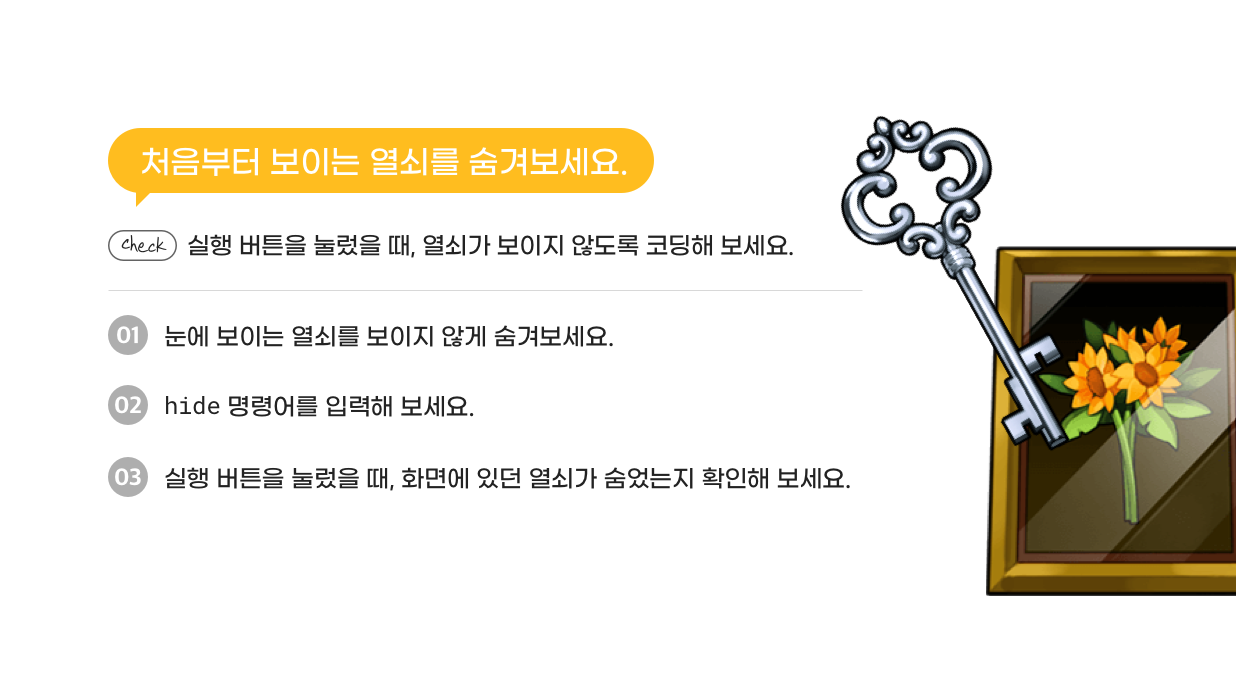 처음부터 보이는 열쇠를 숨겨보세요.
check 실행 버튼을 눌렀을 때, 열쇠가 보이지 않도록 코딩해 보세요.
01 눈에 보이는 열쇠를 보이지 않게 숨겨보세요.
02 hide 명령어를 입력해 보세요.
03 실행 버튼을 눌렀을 때, 화면에 있던 열쇠가 숨었는지 확인해 보세요.